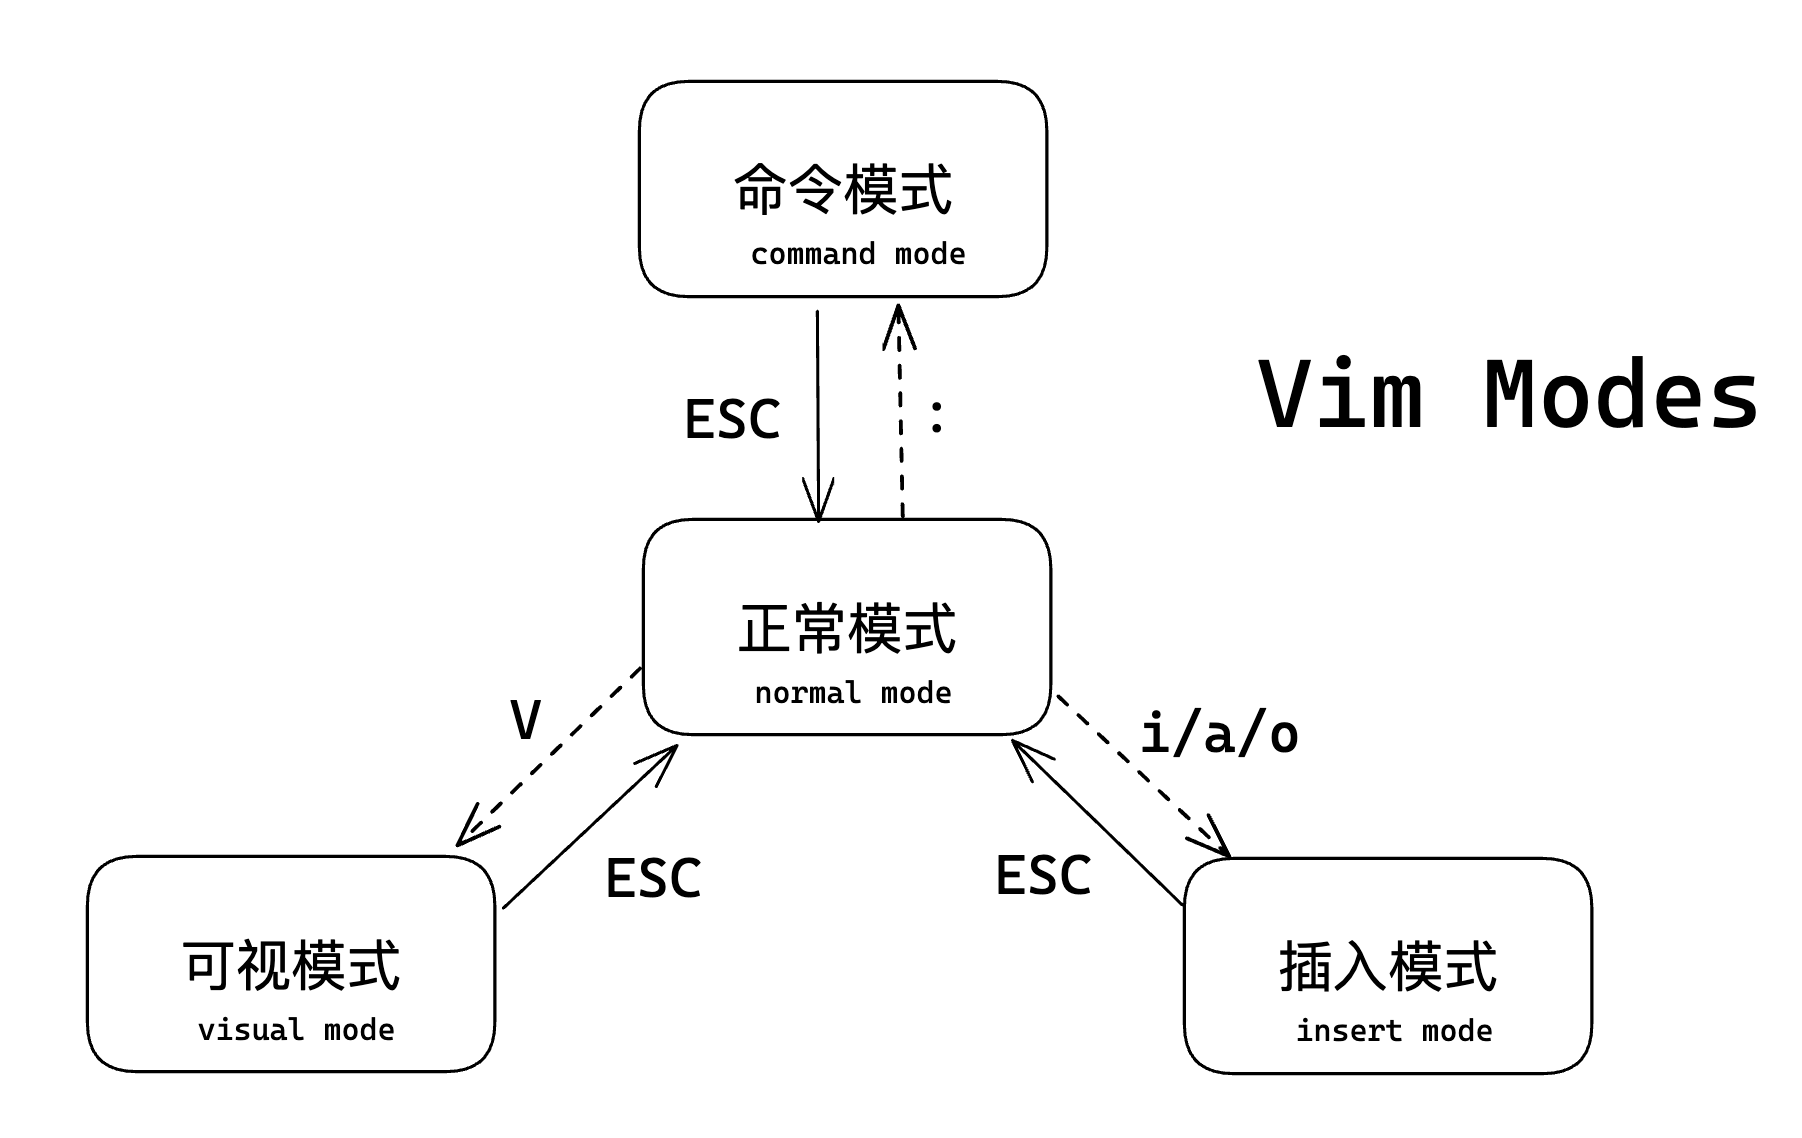 命令模式
command mode
ESC
:
Vim Modes
正常模式
normal mode
V
i/a/o
ESC
ESC
可视模式
visual mode
插入模式
insert mode